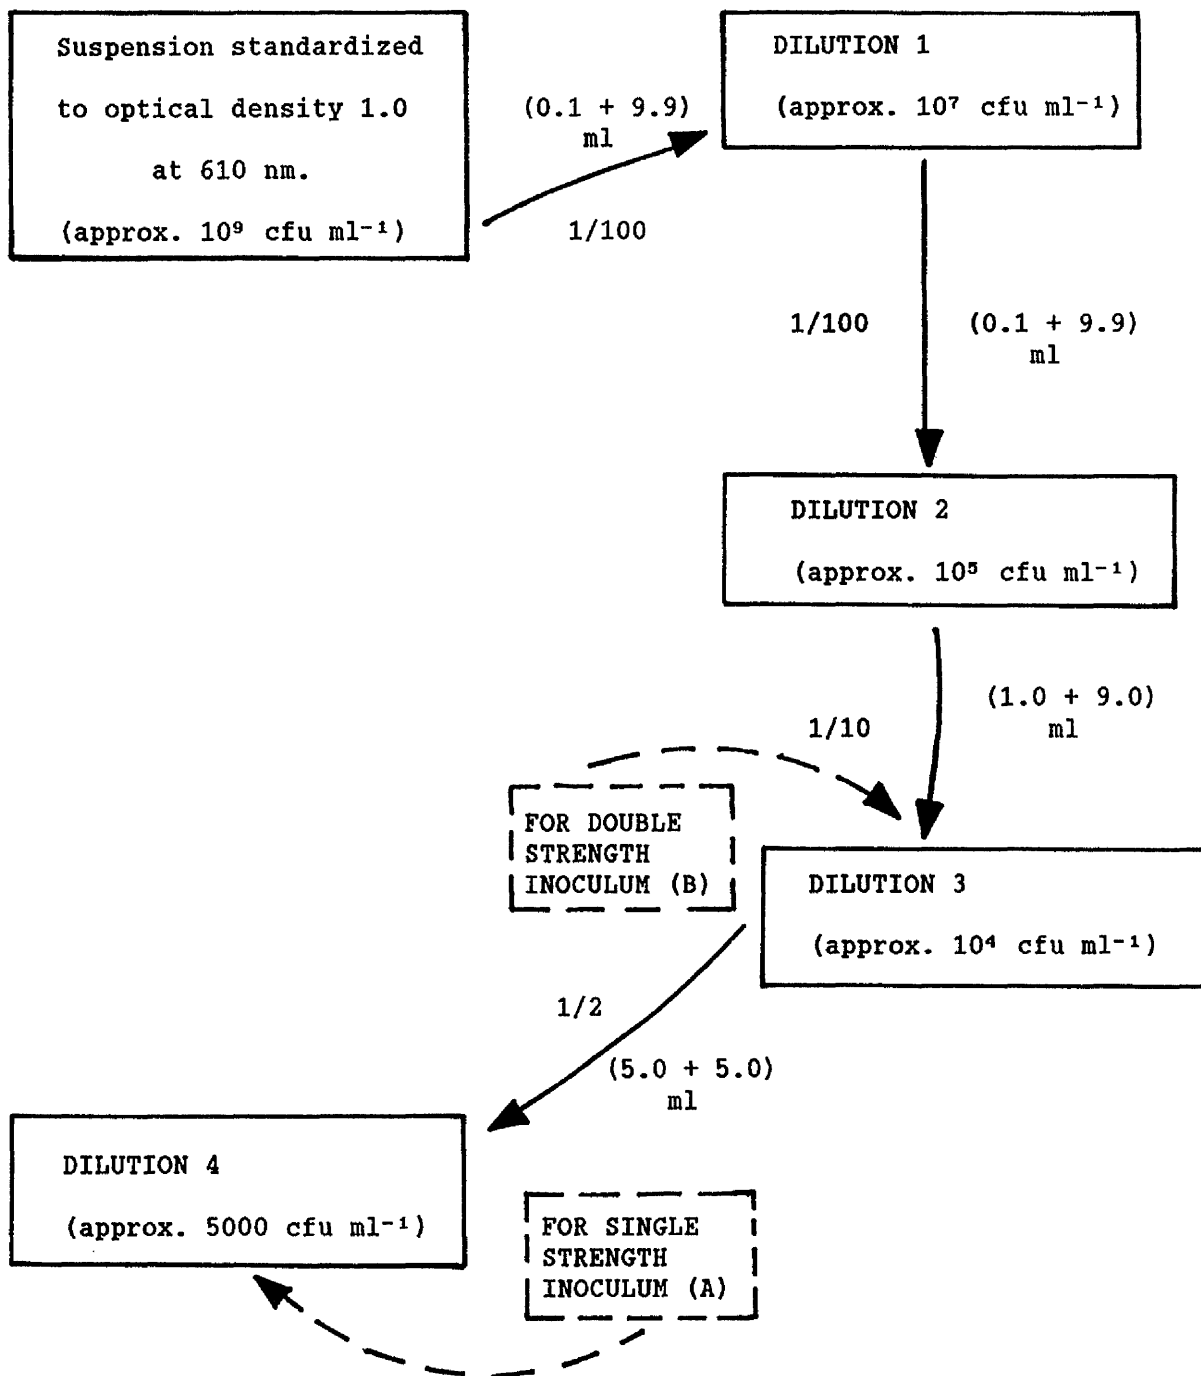 Suspension standardized
to optical density 1.0
at 610 nm.
(approx. 10⁹ cfu ml⁻¹)
(0.1 + 9.9)
ml
1/100
DILUTION 1
(approx. 10⁷ cfu ml⁻¹)
1/100
(0.1 + 9.9)
ml
DILUTION 2
(approx. 10⁵ cfu ml⁻¹)
1/10
(1.0 + 9.0)
ml
FOR DOUBLE
STRENGTH
INOCULUM (B)
DILUTION 3
(approx. 10⁴ cfu ml⁻¹)
1/2
(5.0 + 5.0)
ml
DILUTION 4
(approx. 5000 cfu ml⁻¹)
FOR SINGLE
STRENGTH
INOCULUM (A)